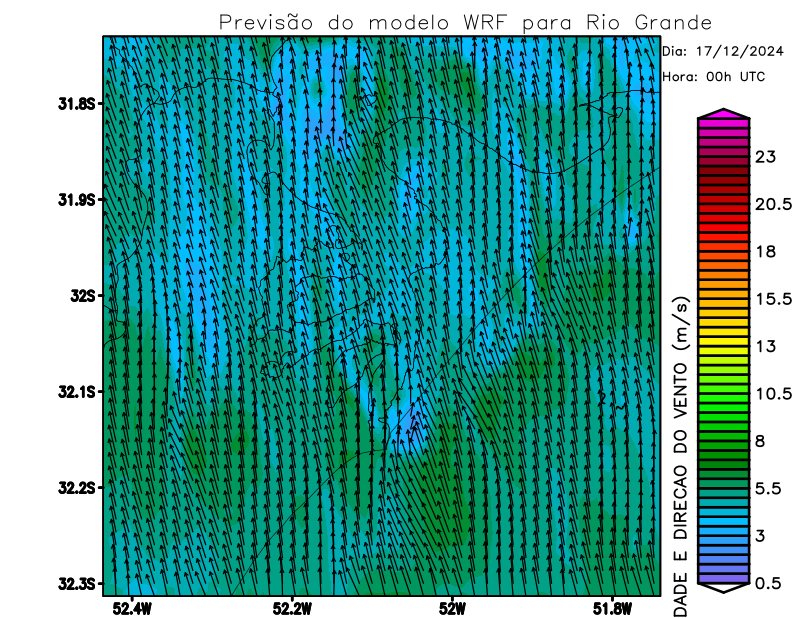 Previsão do modelo WRF para Rio Grande
Dia: 17/12/2024
Hora: 00h UTC
31.8S
31.9S
32S
32.1S
32.2S
32.3S
52.4W
52.2W
52W
51.8W
DADE E DIRECAO DO VENTO (m/s)
23
20.5
18
15.5
13
10.5
8
5.5
3
0.5